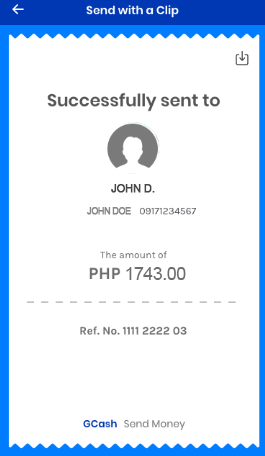 Send with a Clip
Successfully sent to
JOHN D.
JOHN DOE 09171234567
The amount of
PHP 1743.00
Ref. No. 1111 2222 03
GCash Send Money